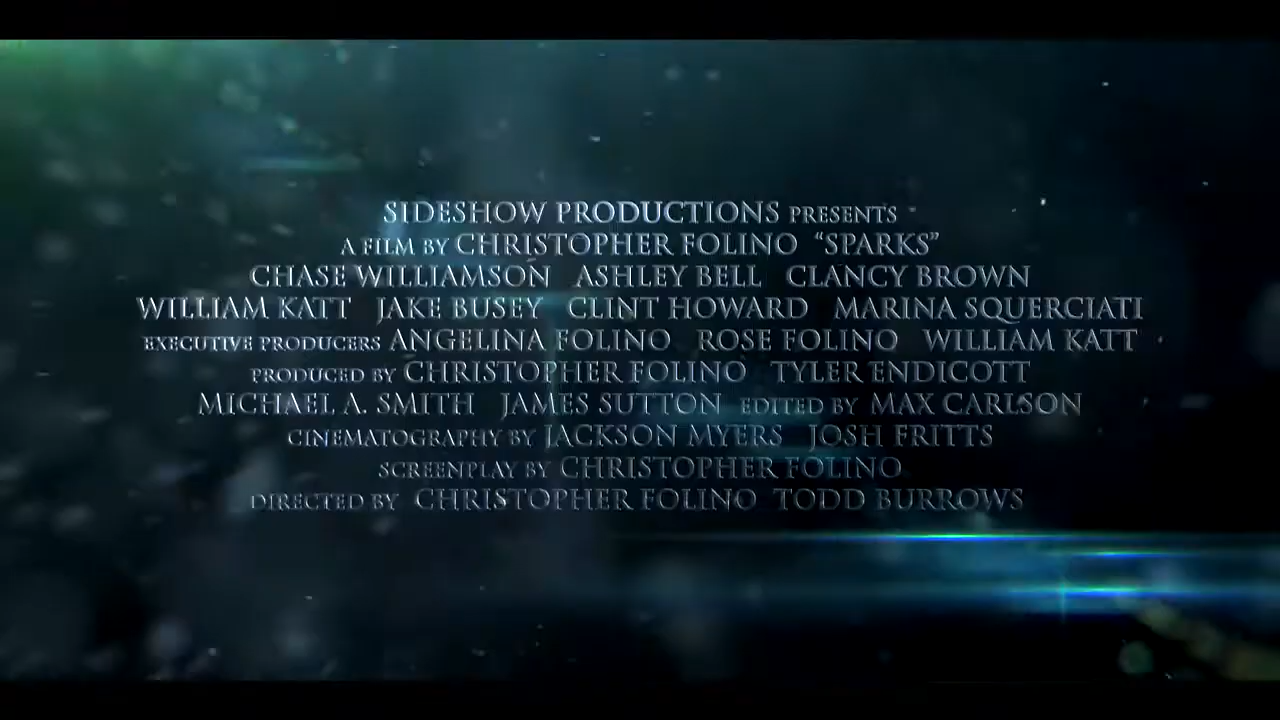 SIDESHOW PRODUCTIONS PRESENTS
A FILM BY CHRISTOPHER FOLINO "SPARKS"
CHASE WILLIAMSON ASHLEY BELL CLANCY BROWN
WILLIAM KATT JAKE BUSEY CLINT HOWARD MARINA SQUERCIATI
EXECUTIVE PRODUCERS ANGELINA FOLINO ROSE FOLINO WILLIAM KATT
PRODUCED BY CHRISTOPHER FOLINO TYLER ENDICOTT
MICHAEL A. SMITH JAMES SUTTON EDITED BY MAX CARLSON
CINEMATOGRAPHY BY JACKSON MYERS JOSH FRITTS
SCREENPLAY BY CHRISTOPHER FOLINO
DIRECTED BY CHRISTOPHER FOLINO TODD BURROWS